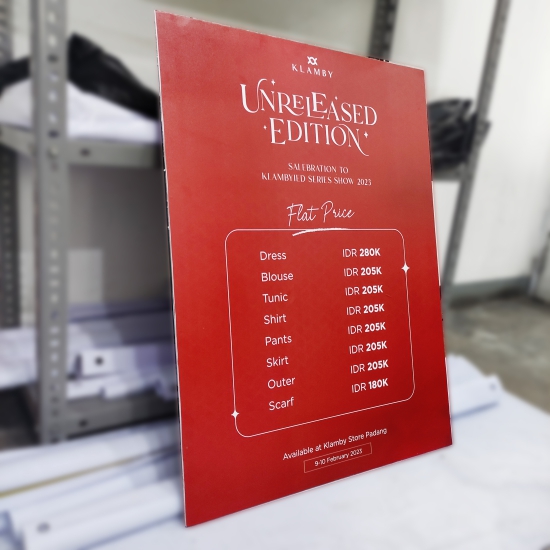 KLAMBY
UNRELEASED
EDITION
SALEBRATION TO
KLAMBYIED SERIES SHOW 2023
Flat Price
Dress IDR 280K
Blouse IDR 205K
Tunic IDR 205K
Shirt IDR 205K
Pants IDR 205K
Skirt IDR 205K
Outer IDR 205K
Scarf IDR 180K
Available at Klamby Store Padang
9-10 February 2023